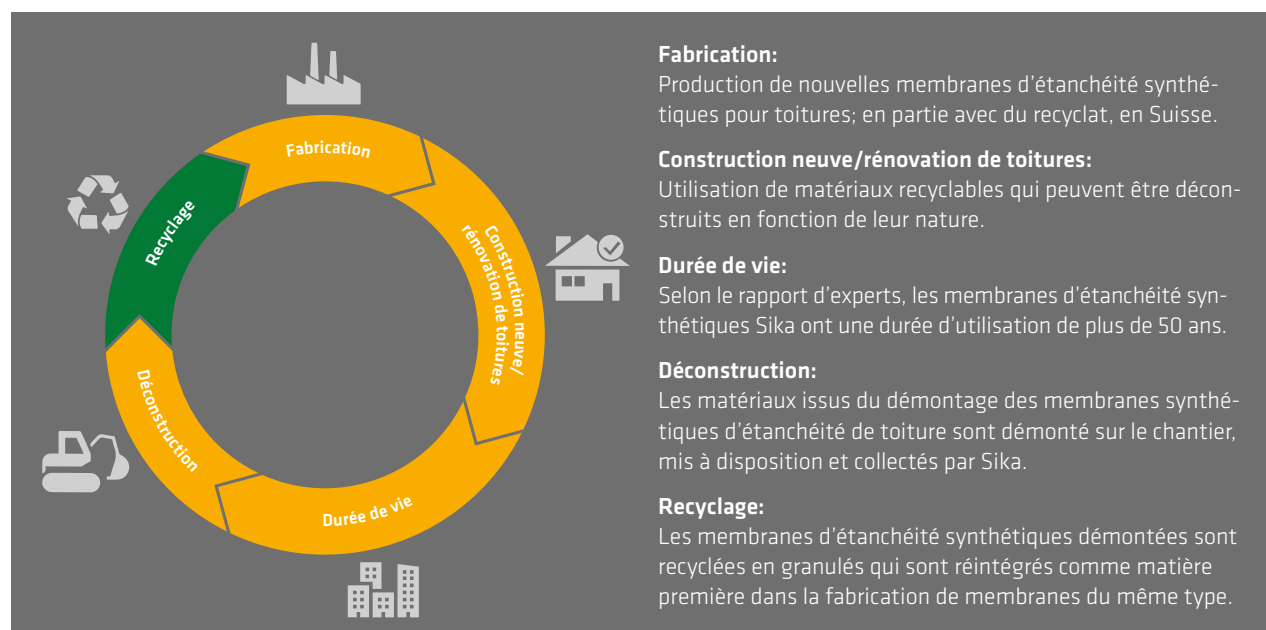 Fabrication
Construction neuve/
rénovation de toitures
Durée de vie
Déconstruction
Recyclage
Fabrication:
Production de nouvelles membranes d'étanchéité synthé-
tiques pour toitures; en partie avec du recyclat, en Suisse.
Construction neuve/rénovation de toitures:
Utilisation de matériaux recyclables qui peuvent être décon-
struits en fonction de leur nature.
Durée de vie:
Selon le rapport d'experts, les membranes d'étanchéité syn-
thétiques Sika ont une durée d'utilisation de plus de 50 ans.
Déconstruction:
Les matériaux issus du démontage des membranes synthé-
tiques d'étanchéité de toiture sont démonté sur le chantier,
mis à disposition et collectés par Sika.
Recyclage:
Les membranes d'étanchéité synthétiques démontées sont
recyclées en granulés qui sont réintégrés comme matière
première dans la fabrication de membranes du même type.